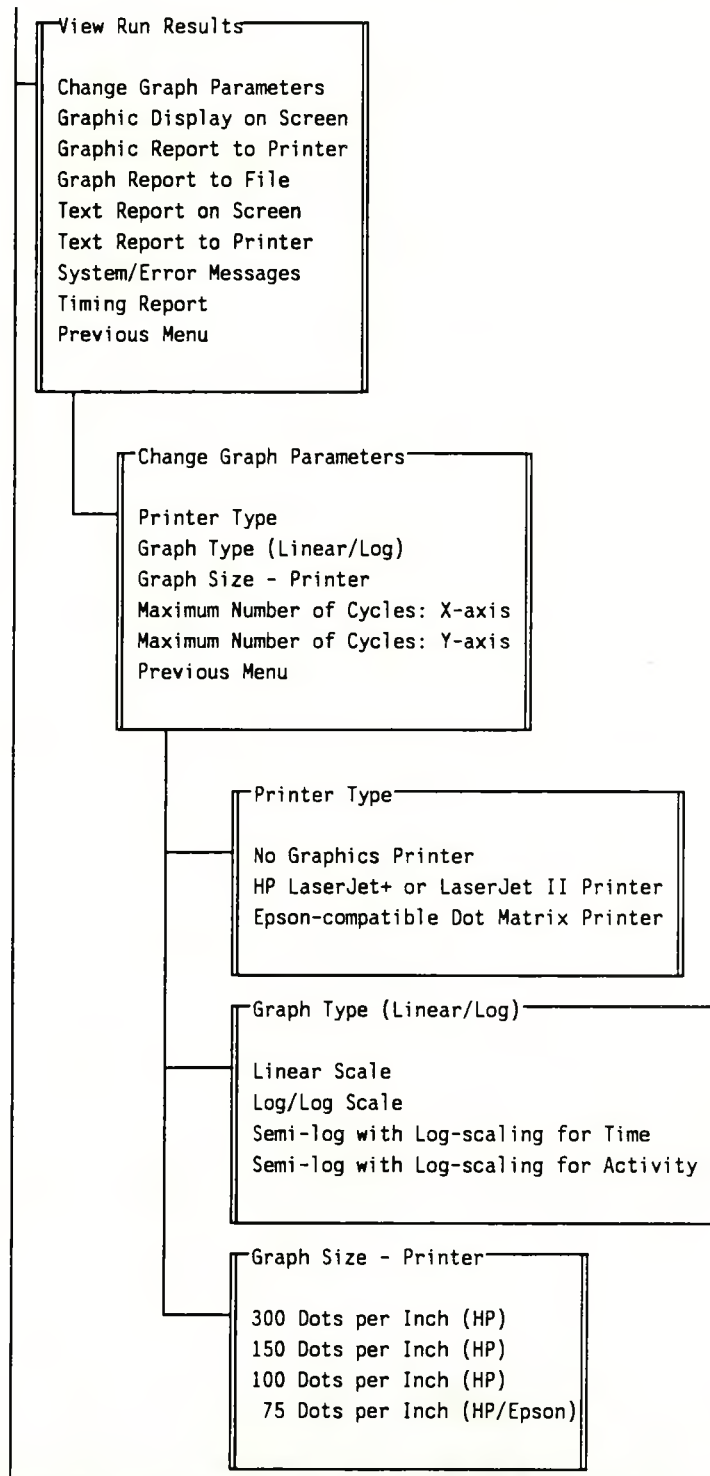 View Run Results
Change Graph Parameters
Graphic Display on Screen
Graphic Report to Printer
Graph Report to File
Text Report on Screen
Text Report to Printer
System/Error Messages
Timing Report
Previous Menu
Change Graph Parameters
Printer Type
Graph Type (Linear/Log)
Graph Size - Printer
Maximum Number of Cycles: X-axis
Maximum Number of Cycles: Y-axis
Previous Menu
Printer Type
No Graphics Printer
HP LaserJet+ or LaserJet II Printer
Epson-compatible Dot Matrix Printer
Graph Type (Linear/Log)
Linear Scale
Log/Log Scale
Semi-log with Log-scaling for Time
Semi-log with Log-scaling for Activity
Graph Size - Printer
300 Dots per Inch (HP)
150 Dots per Inch (HP)
100 Dots per Inch (HP)
75 Dots per Inch (HP/Epson)